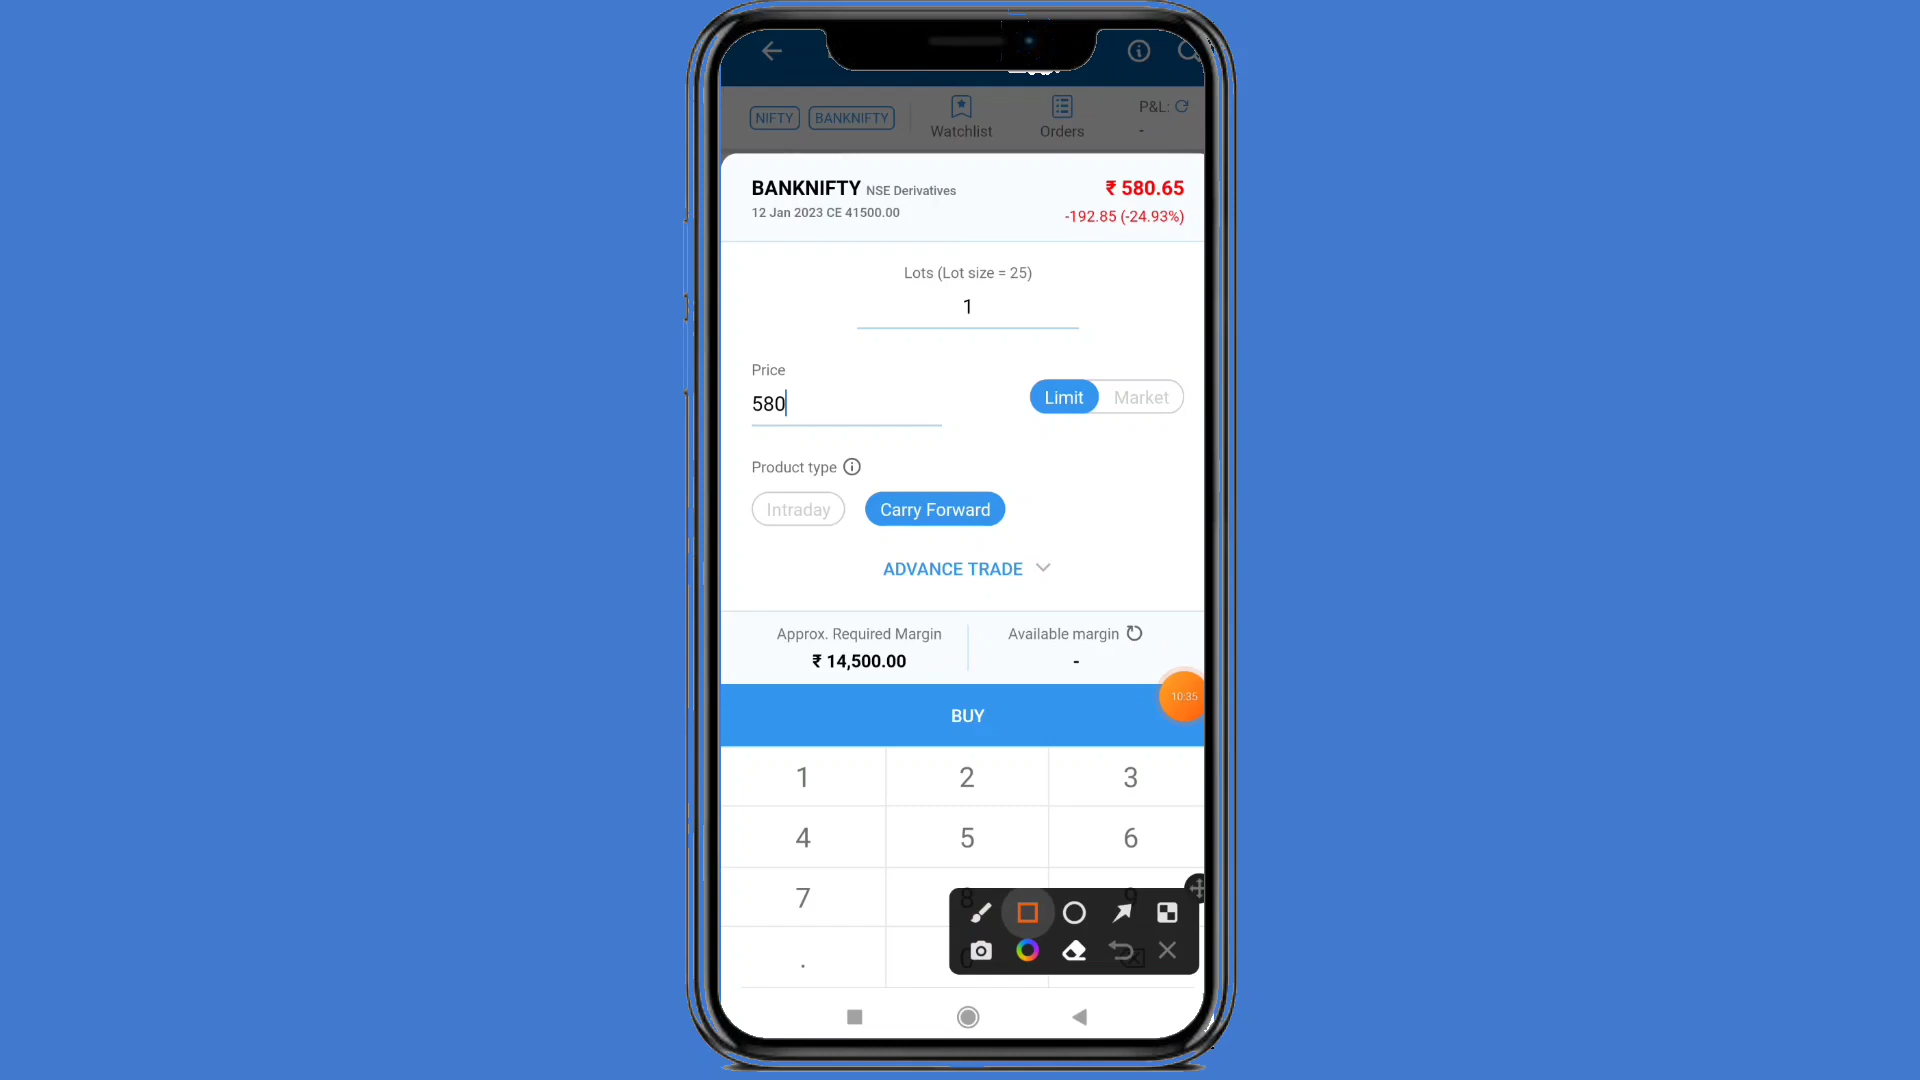 NIFTY BANKNIFTY Watchlist Orders P&L: -
BANKNIFTY NSE Derivatives ₹ 580.65
12 Jan 2023 CE 41500.00 -192.85 (-24.93%)
Lots (Lot size = 25)
1
Price
580
Limit Market
Product type
Intraday Carry Forward
ADVANCE TRADE
Approx. Required Margin Available margin
₹ 14,500.00 -
10:35
BUY
1 2 3
4 5 6
7 8 9
. 0